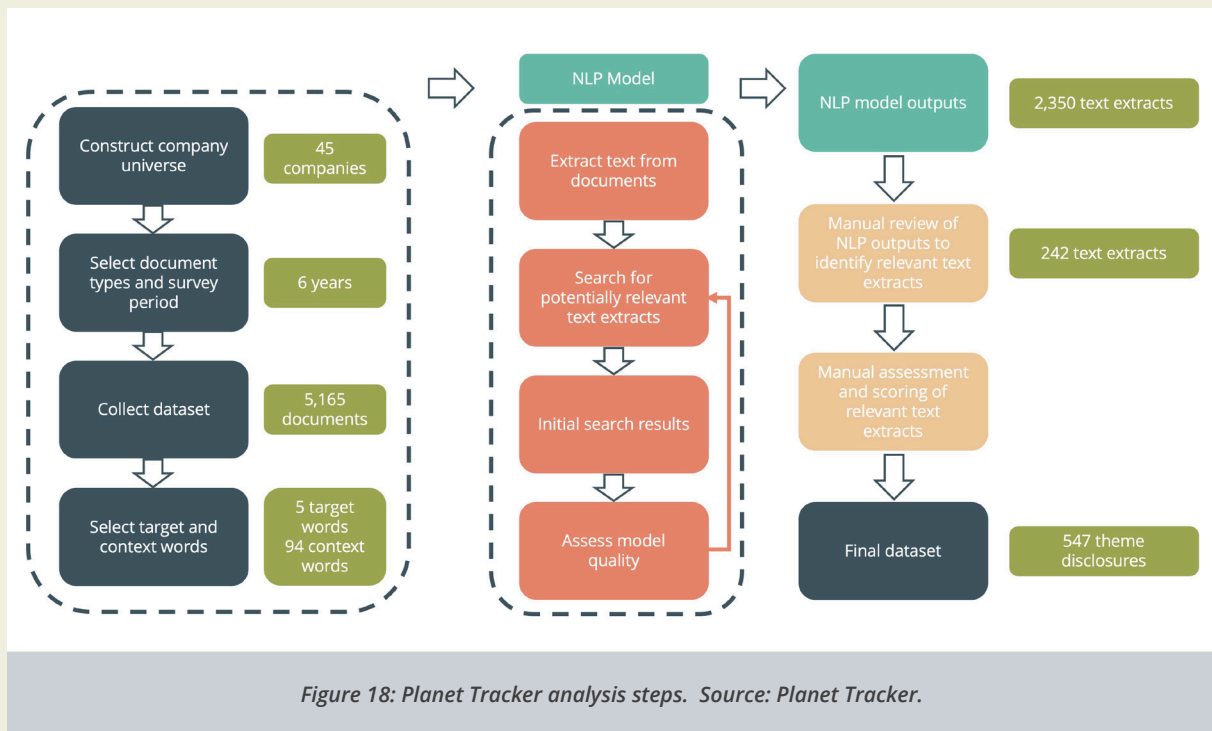 Construct company
universe
45
companies
Select document
types and survey
period
6 years
Collect dataset
5,165
documents
Select target and
context words
5 target
words
94 context
words
NLP Model
Extract text from
documents
Search for
potentially relevant
text extracts
Initial search results
Assess model
quality
NLP model outputs
2,350 text extracts
Manual review of
NLP outputs to
identify relevant text
extracts
242 text extracts
Manual assessment
and scoring of
relevant text
extracts
Final dataset
547 theme
disclosures
Figure 18: Planet Tracker analysis steps.  Source: Planet Tracker.